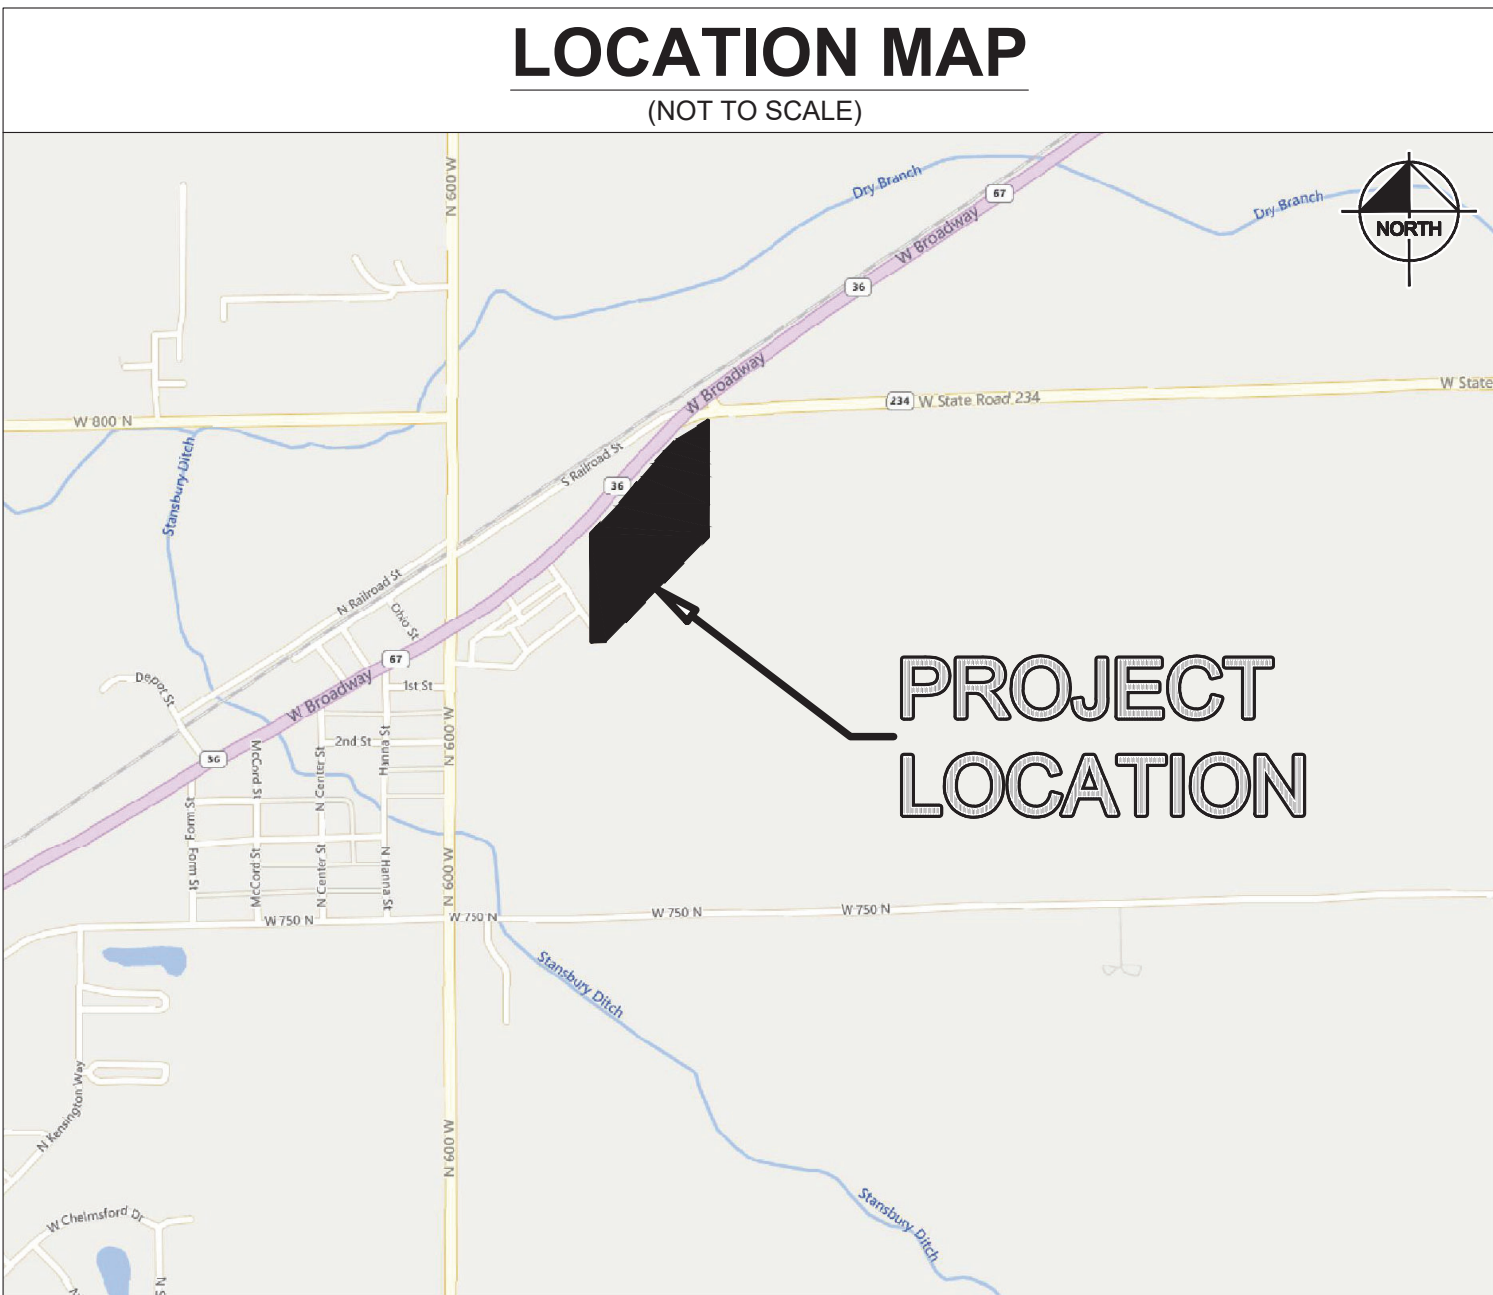 LOCATION MAP
(NOT TO SCALE)
N 600 W
Dry Branch
67
Dry Branch
W Broadway
NORTH
36
W Broadway
W State
234
W State Road 234
W 800 N
Stansbury Ditch
S Railroad St
36
N Railroad St
Ohio St
67
PROJECT
LOCATION
Depot St
1st St
W Broadway
2nd St
Hanna St
N 600 W
McCord St
N Center St
36
Form St
Form St
McCord St
N Center St
N Hanna St
N 600 W
W 750 N
W 750 N
W 750 N
W 750 N
Stansbury Ditch
N Kensington Way
N 600 W
W Chelmsford Dr
Stansbury Ditch
N S